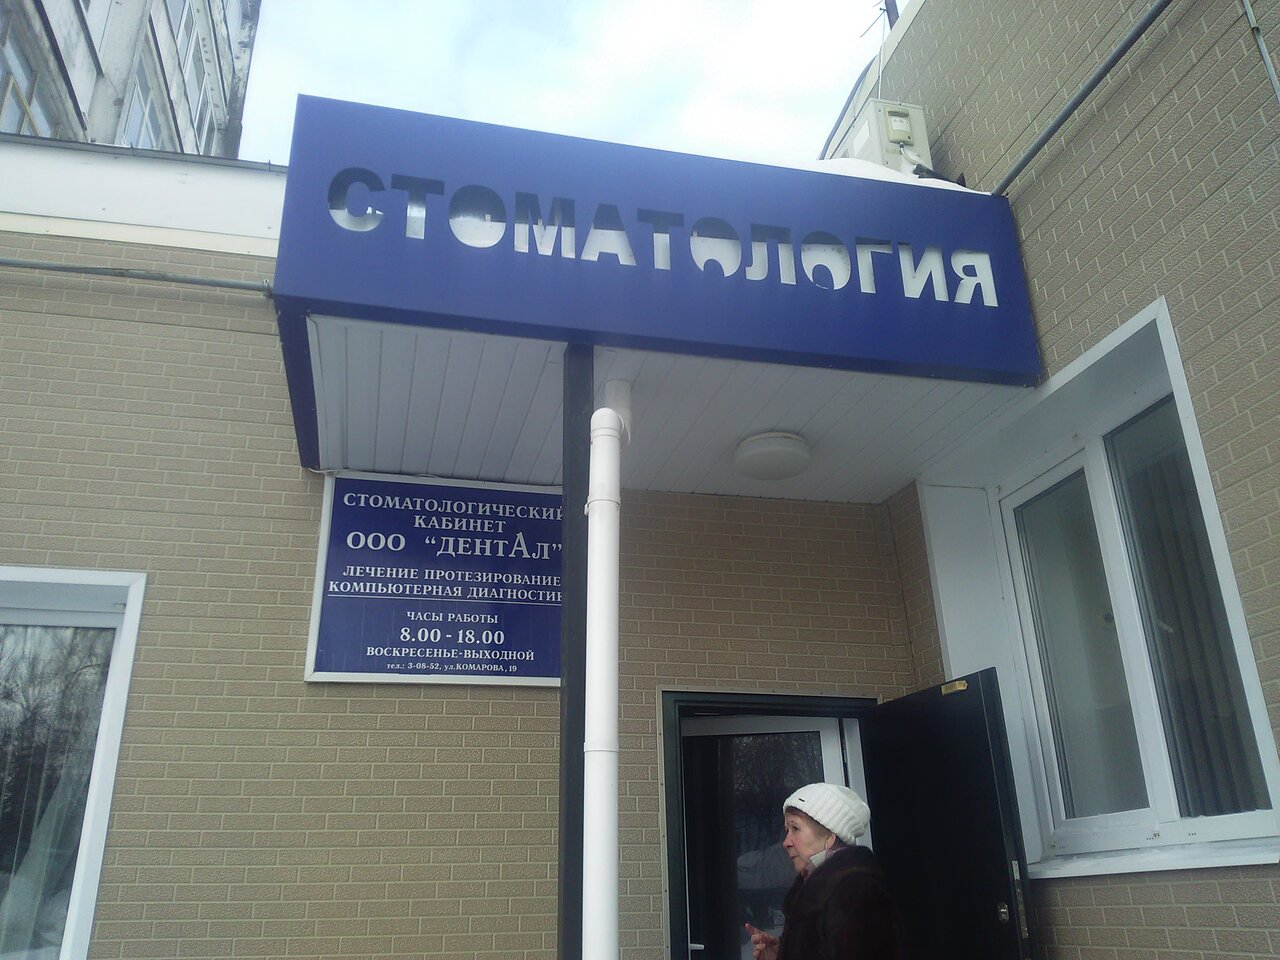 СТОМАТОЛОГИЯ
СТОМАТОЛОГИЧЕСКИЙ
КАБИНЕТ
ООО "ДЕНТАЛ"
ЛЕЧЕНИЕ ПРОТЕЗИРОВАНИЕ
КОМПЬЮТЕРНАЯ ДИАГНОСТИК
ЧАСЫ РАБОТЫ
8.00 - 18.00
ВОСКРЕСЕНЬЕ-ВЫХОДНОЙ
тел.: 3-08-52, ул.КОМАРОВА, 19